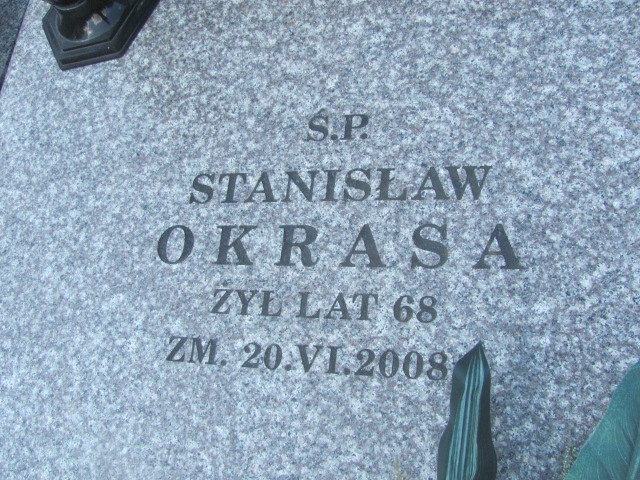 Ś.P.
STANISŁAW
OKRASA
ŻYŁ LAT 68
ZM. 20.VI.2008